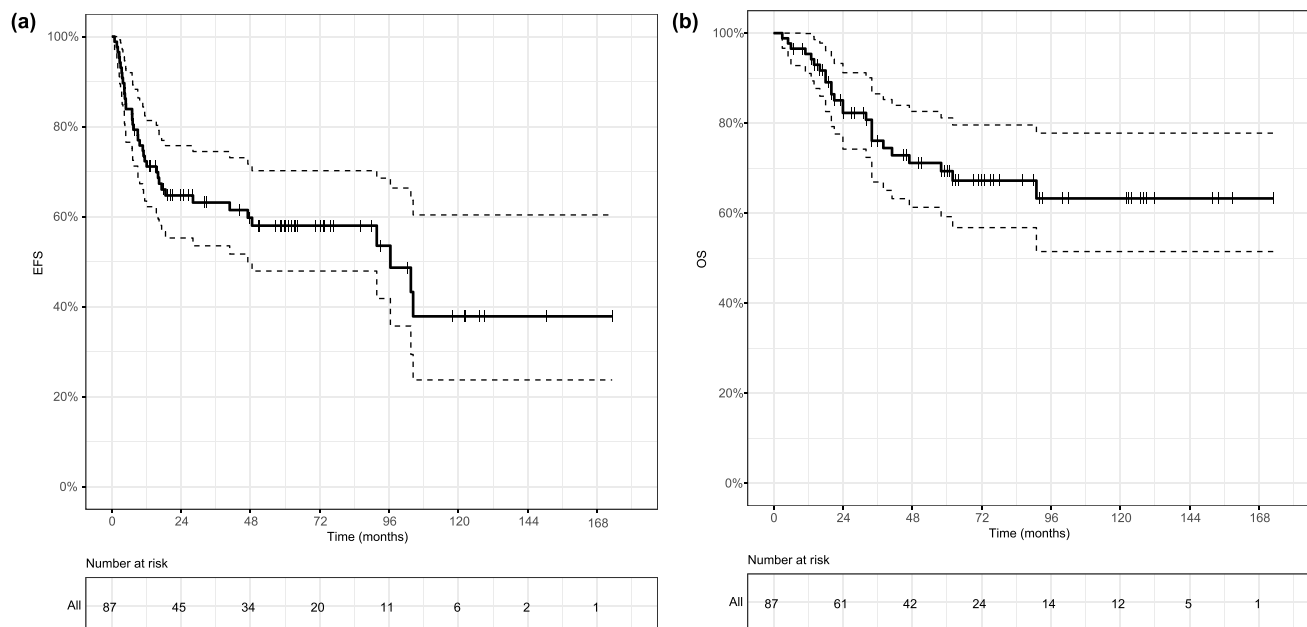 (a)
100%
80%
60%
40%
20%
0%
EFS
0 24 48 72 96 120 144 168
Time (months)
Number at risk
All 87 45 34 20 11 6 2 1
(b)
100%
80%
60%
40%
20%
0%
OS
0 24 48 72 96 120 144 168
Time (months)
Number at risk
All 87 61 42 24 14 12 5 1